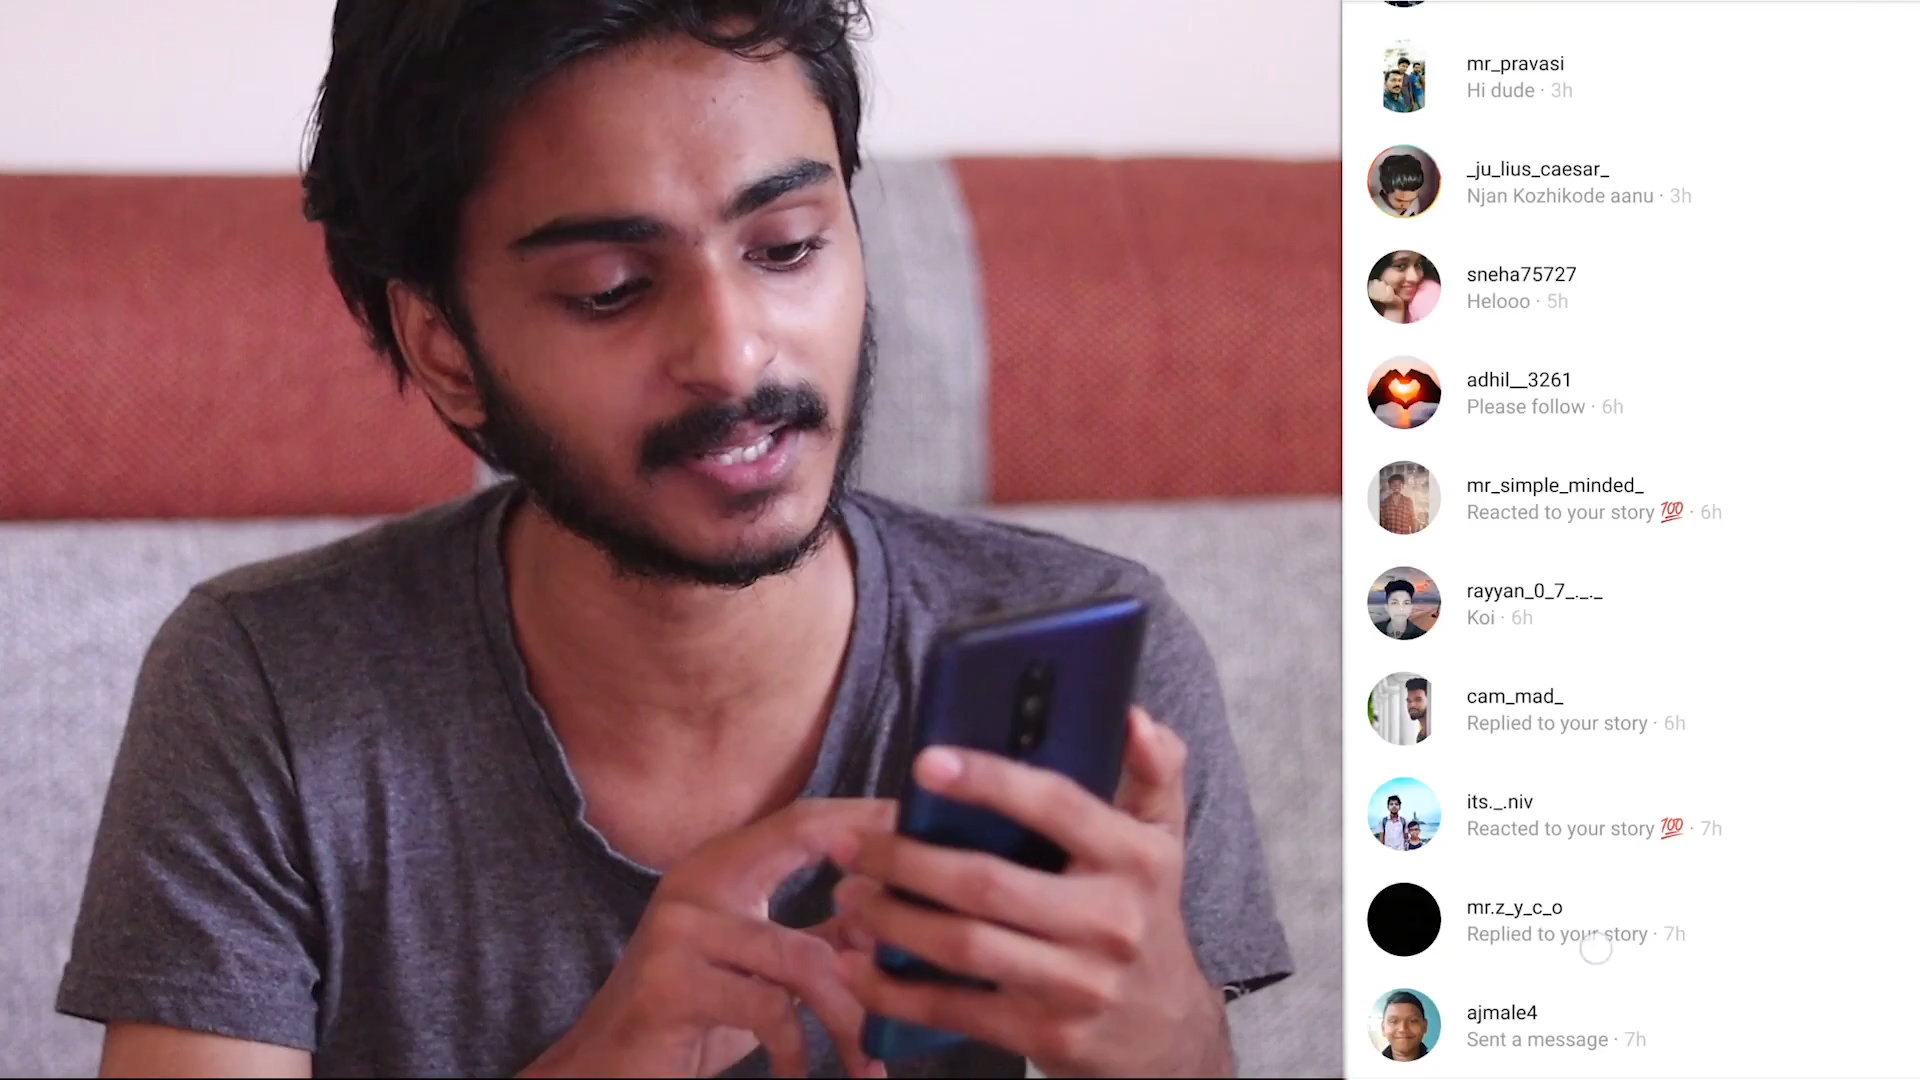 mr_pravasi
Hi dude · 3h
_ju_lius_caesar_
Njan Kozhikode aanu · 3h
sneha75727
Helooo · 5h
adhil__3261
Please follow · 6h
mr_simple_minded_
Reacted to your story 💯 · 6h
rayyan_0_7_._._
Koi · 6h
cam_mad_
Replied to your story · 6h
its._.niv
Reacted to your story 💯 · 7h
mr.z_y_c_o
Replied to your story · 7h
ajmale4
Sent a message · 7h